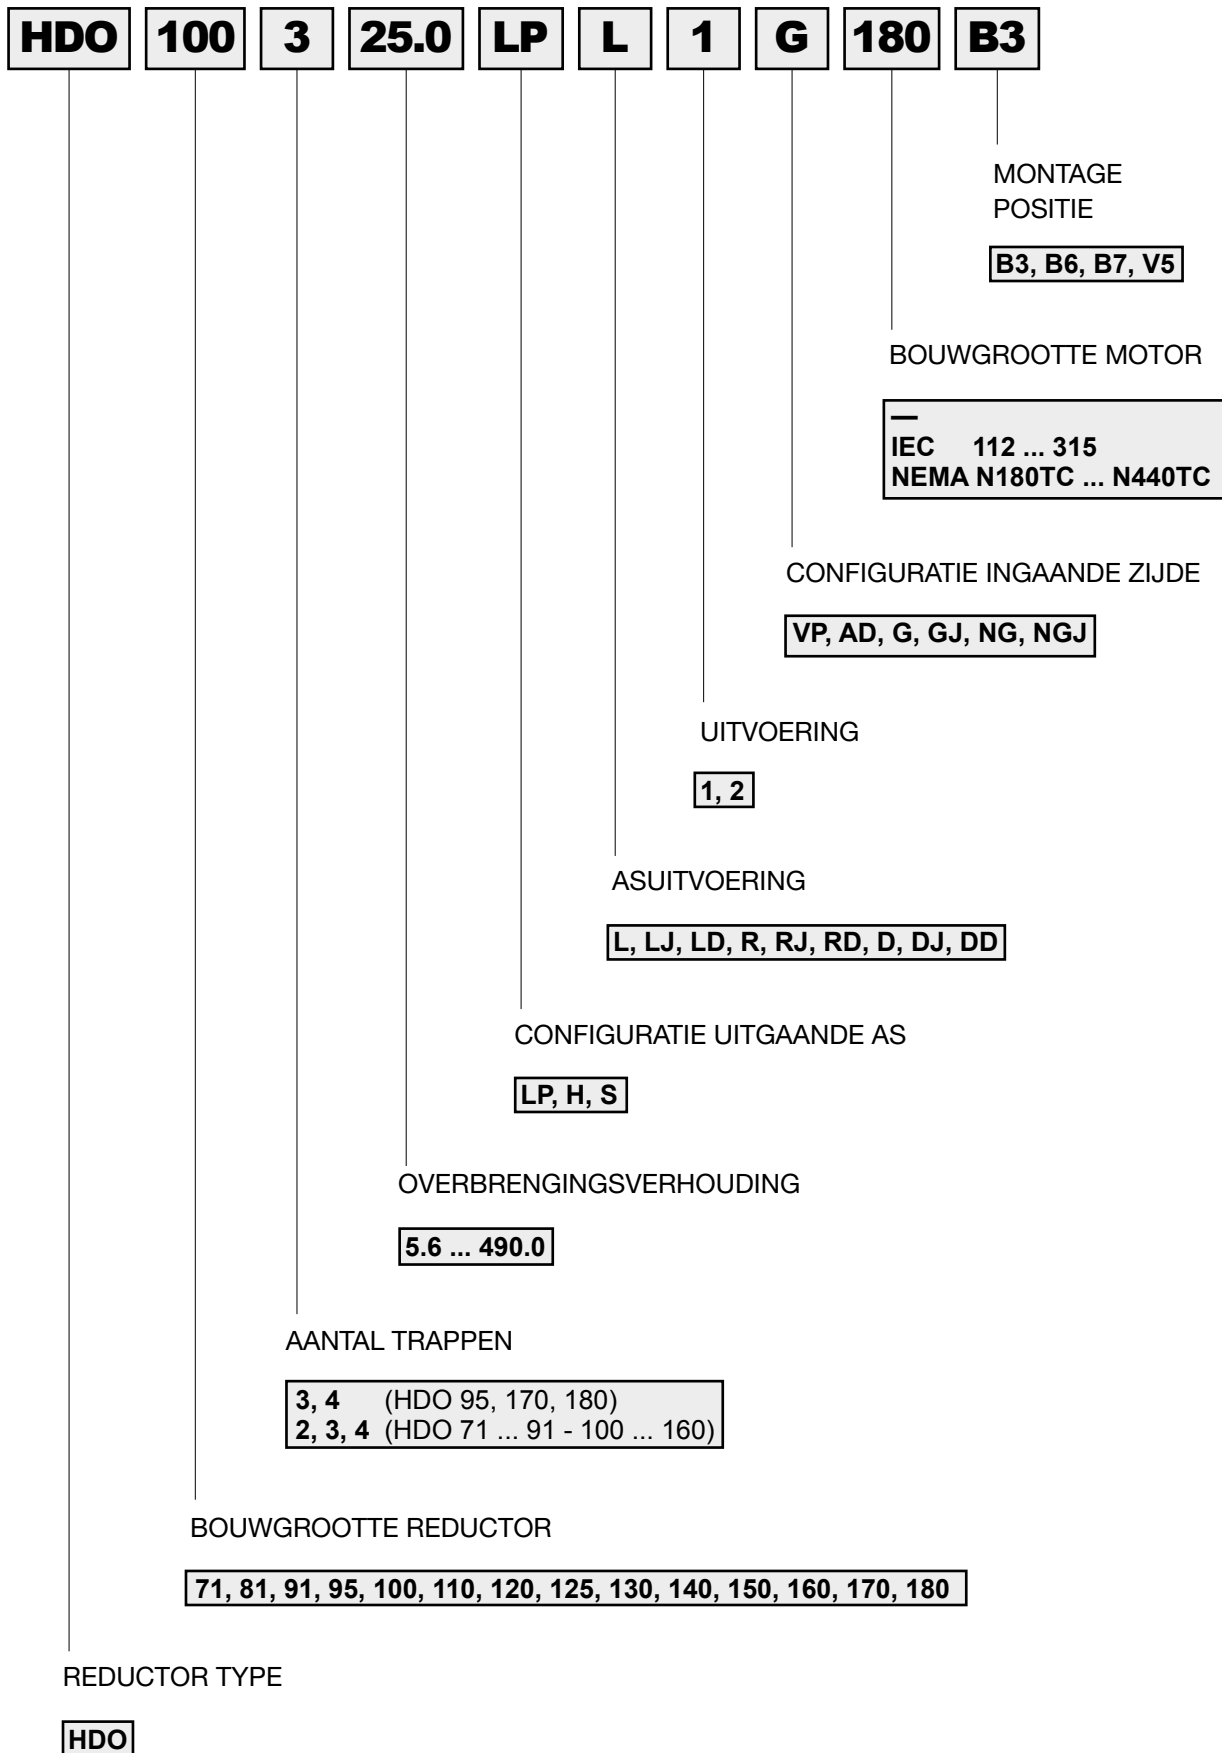 HDO 100 3 25.0 LP L 1 G 180 B3
MONTAGE
POSITIE
B3, B6, B7, V5
BOUWGROOTTE MOTOR
—
IEC 112 ... 315
NEMA N180TC ... N440TC
CONFIGURATIE INGAANDE ZIJDE
VP, AD, G, GJ, NG, NGJ
UITVOERING
1, 2
ASUITVOERING
L, LJ, LD, R, RJ, RD, D, DJ, DD
CONFIGURATIE UITGAANDE AS
LP, H, S
OVERBRENGINGSVERHOUDING
5.6 ... 490.0
AANTAL TRAPPEN
3, 4 (HDO 95, 170, 180)
2, 3, 4 (HDO 71 ... 91 - 100 ... 160)
BOUWGROOTTE REDUCTOR
71, 81, 91, 95, 100, 110, 120, 125, 130, 140, 150, 160, 170, 180
REDUCTOR TYPE
HDO